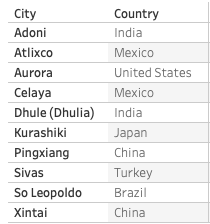 City Country
Adoni India
Atlixco Mexico
Aurora United States
Celaya Mexico
Dhule (Dhulia) India
Kurashiki Japan
Pingxiang China
Sivas Turkey
So Leopoldo Brazil
Xintai China